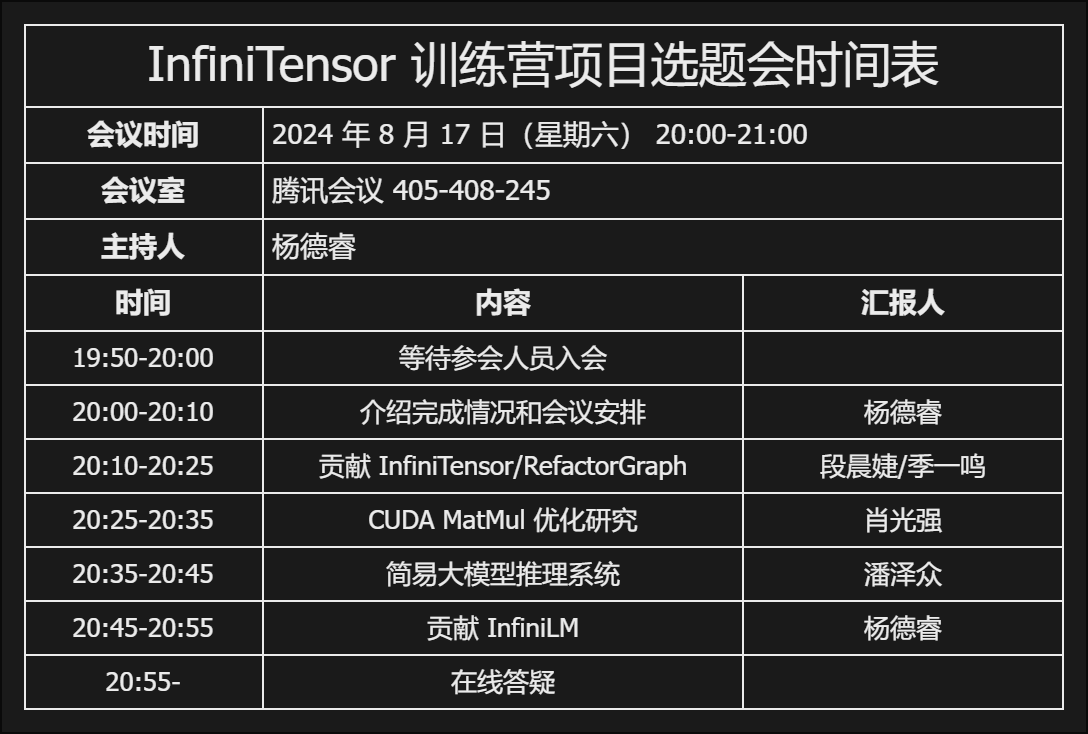 InfiniTensor 训练营项目选题会时间表
会议时间 2024 年 8 月 17 日（星期六） 20:00-21:00
会议室 腾讯会议 405-408-245
主持人 杨德睿
时间 内容 汇报人
19:50-20:00 等待参会人员入会
20:00-20:10 介绍完成情况和会议安排 杨德睿
20:10-20:25 贡献 InfiniTensor/RefactorGraph 段晨婕/季一鸣
20:25-20:35 CUDA MatMul 优化研究 肖光强
20:35-20:45 简易大模型推理系统 潘泽众
20:45-20:55 贡献 InfiniLM 杨德睿
20:55- 在线答疑